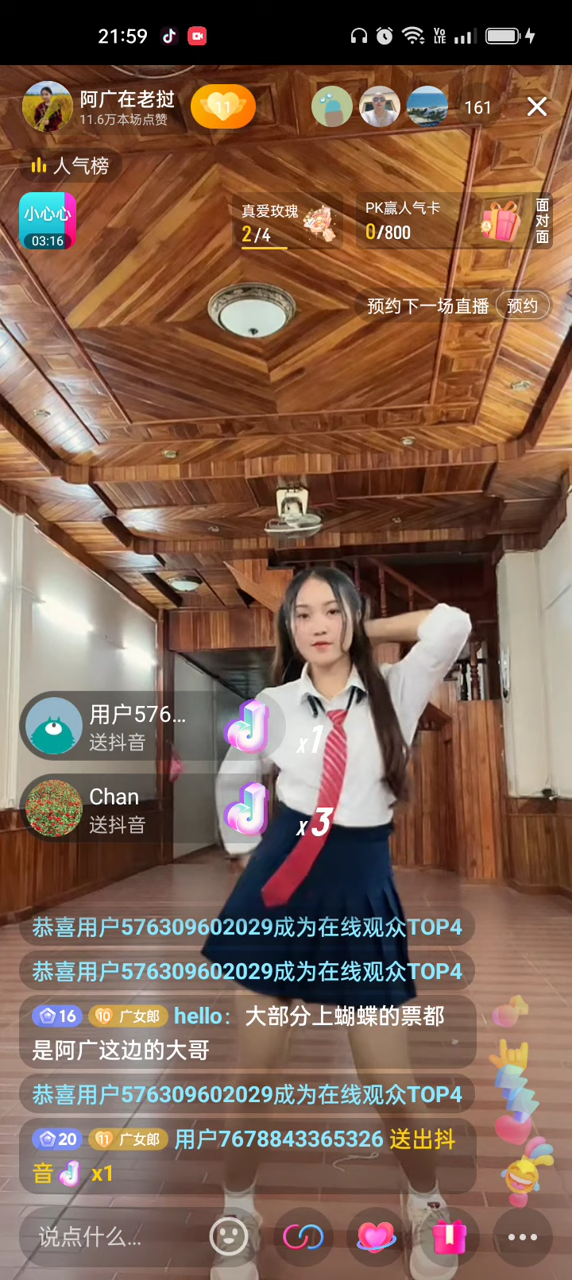 21:59
VoLTE
阿广在老挝
11.6万本场点赞
11
161
人气榜
小心心
03:16
真爱玫瑰
2/4
PK赢人气卡
0/800
面对面
预约下一场直播 预约
用户576...
送抖音
x1
Chan
送抖音
x3
恭喜用户576309602029成为在线观众TOP4
恭喜用户576309602029成为在线观众TOP4
16 10 广女郎 hello：大部分上蝴蝶的票都
是阿广这边的大哥
恭喜用户576309602029成为在线观众TOP4
20 11 广女郎 用户7678843365326 送出抖
音 x1
说点什么...